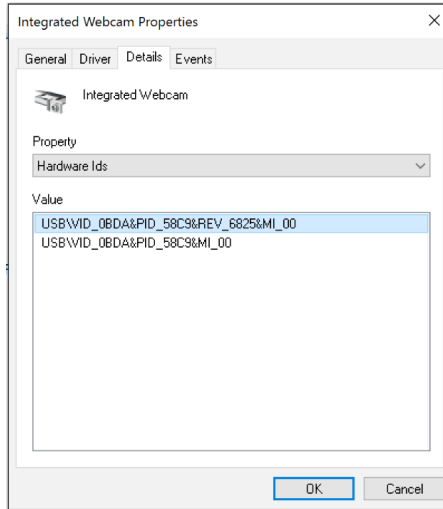 Integrated Webcam Properties
General Driver Details Events
Integrated Webcam
Property
Hardware Ids
Value
USB\VID_0BDA&PID_58C9&REV_6825&MI_00
USB\VID_0BDA&PID_58C9&MI_00
OK Cancel